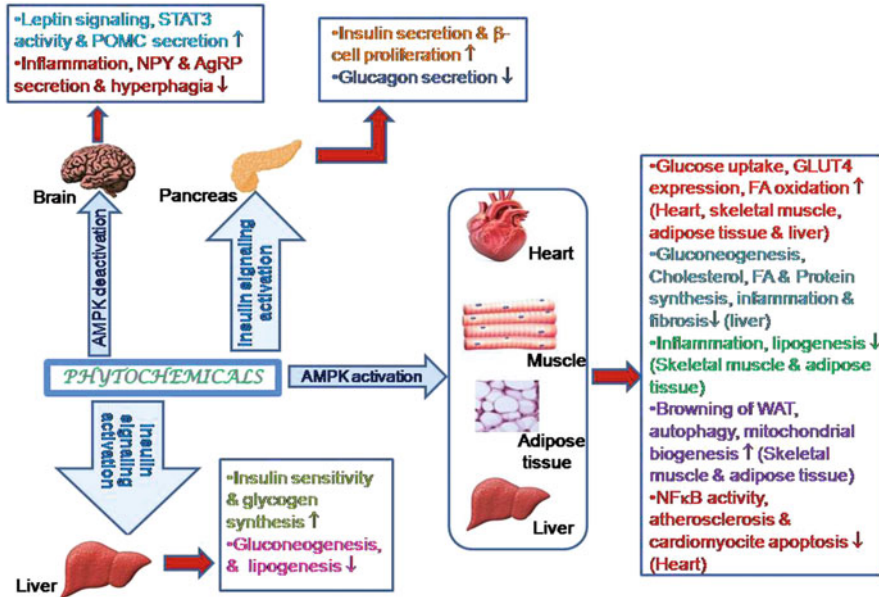 •Leptin signaling, STAT3
activity & POMC secretion ↑
•Inflammation, NPY & AgRP
secretion & hyperphagia ↓
•Insulin secretion & β-
cell proliferation ↑
•Glucagon secretion ↓
Brain
Pancreas
AMPK deactivation
Insulin signaling
activation
PHYTOCHEMICALS
AMPK activation
Heart
Muscle
Adipose
tissue
Liver
•Glucose uptake, GLUT4
expression, FA oxidation ↑
(Heart, skeletal muscle,
adipose tissue & liver)
•Gluconeogenesis,
Cholesterol, FA & Protein
synthesis, infammation &
fibrosis↓ (liver)
•Inflammation, lipogenesis ↓
(Skeletal muscle & adipose
tissue)
•Browning of WAT,
autophagy, mitochondrial
biogenesis ↑ (Skeletal
muscle & adipose tissue)
•NFκB activity,
atherosclerosis &
cardiomyocite apoptosis ↓
(Heart)
Insulin
signaling
activation
•Insulin sensitivity
& glycogen
synthesis ↑
•Gluconeogenesis,
& lipogenesis ↓
Liver